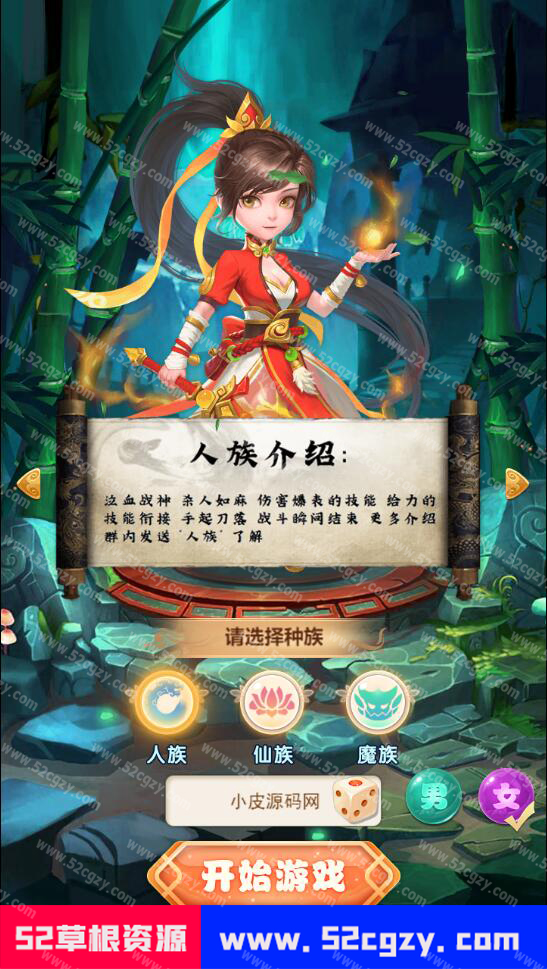 人族介绍：
泣血战神 杀人如麻 伤害爆表的技能 给力的
技能衔接 手起刀落 战斗瞬间结束 更多介绍
群内发送“人族”了解
请选择种族
人族 仙族 魔族
小皮源码网
男 女
开始游戏
52草根资源 www.52cgzy.com
www.52cgzy.com